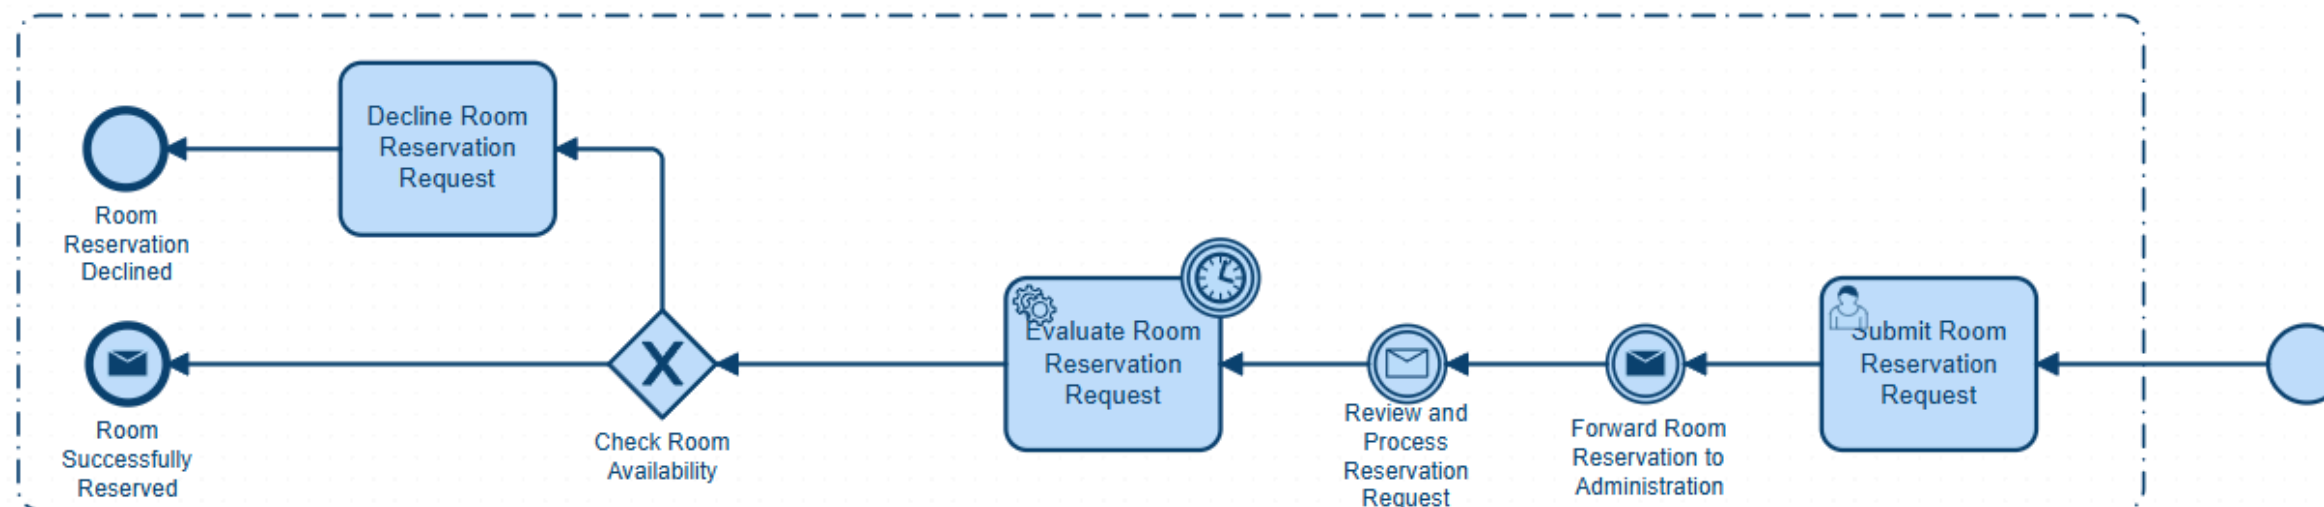 Decline Room
Reservation
Request
Room
Reservation
Declined
Evaluate Room
Reservation
Request
Submit Room
Reservation
Request
Room
Successfully
Reserved
Check Room
Availability
Review and
Process
Reservation
Request
Forward Room
Reservation to
Administration